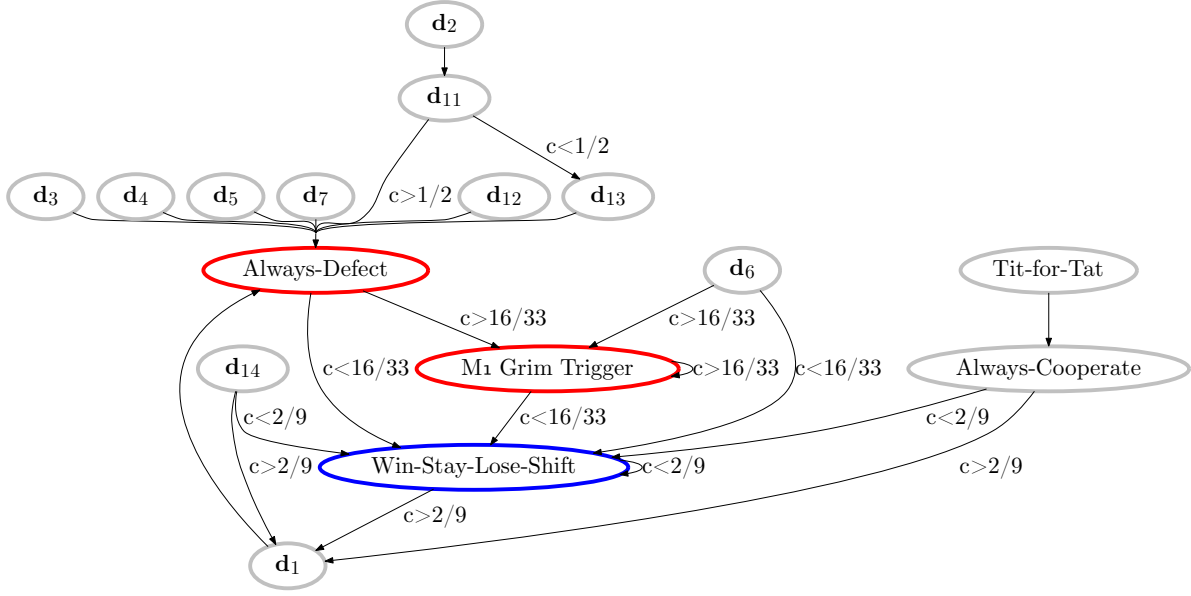 d2
d11
c<1/2
d3
d4
d5
d7
c>1/2
d12
d13
Always-Defect
d6
Tit-for-Tat
c>16/33
c>16/33
d14
c<16/33
M1 Grim Trigger
c>16/33
c<16/33
Always-Cooperate
c<2/9
c<16/33
c<2/9
c>2/9
Win-Stay-Lose-Shift
c<2/9
c>2/9
c>2/9
d1